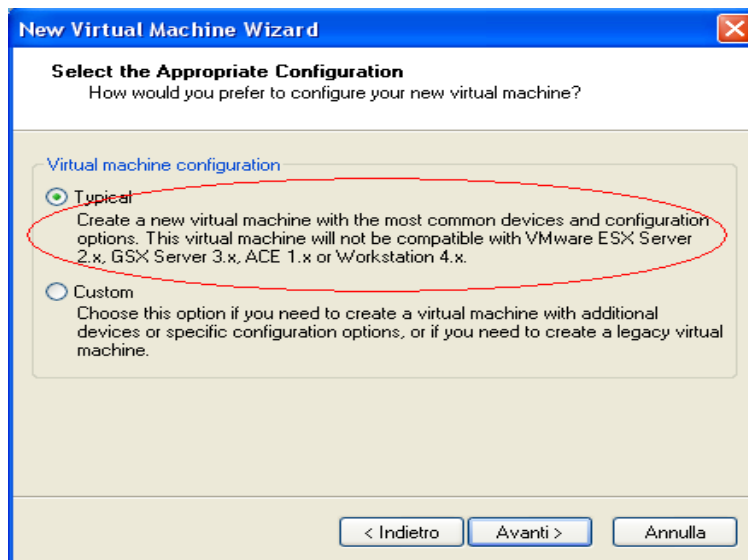 New Virtual Machine Wizard
Select the Appropriate Configuration
How would you prefer to configure your new virtual machine?
Virtual machine configuration
Typical
Create a new virtual machine with the most common devices and configuration
options. This virtual machine will not be compatible with VMware ESX Server
2.x, GSX Server 3.x, ACE 1.x or Workstation 4.x.
Custom
Choose this option if you need to create a virtual machine with additional
devices or specific configuration options, or if you need to create a legacy virtual
machine.
< Indietro Avanti > Annulla